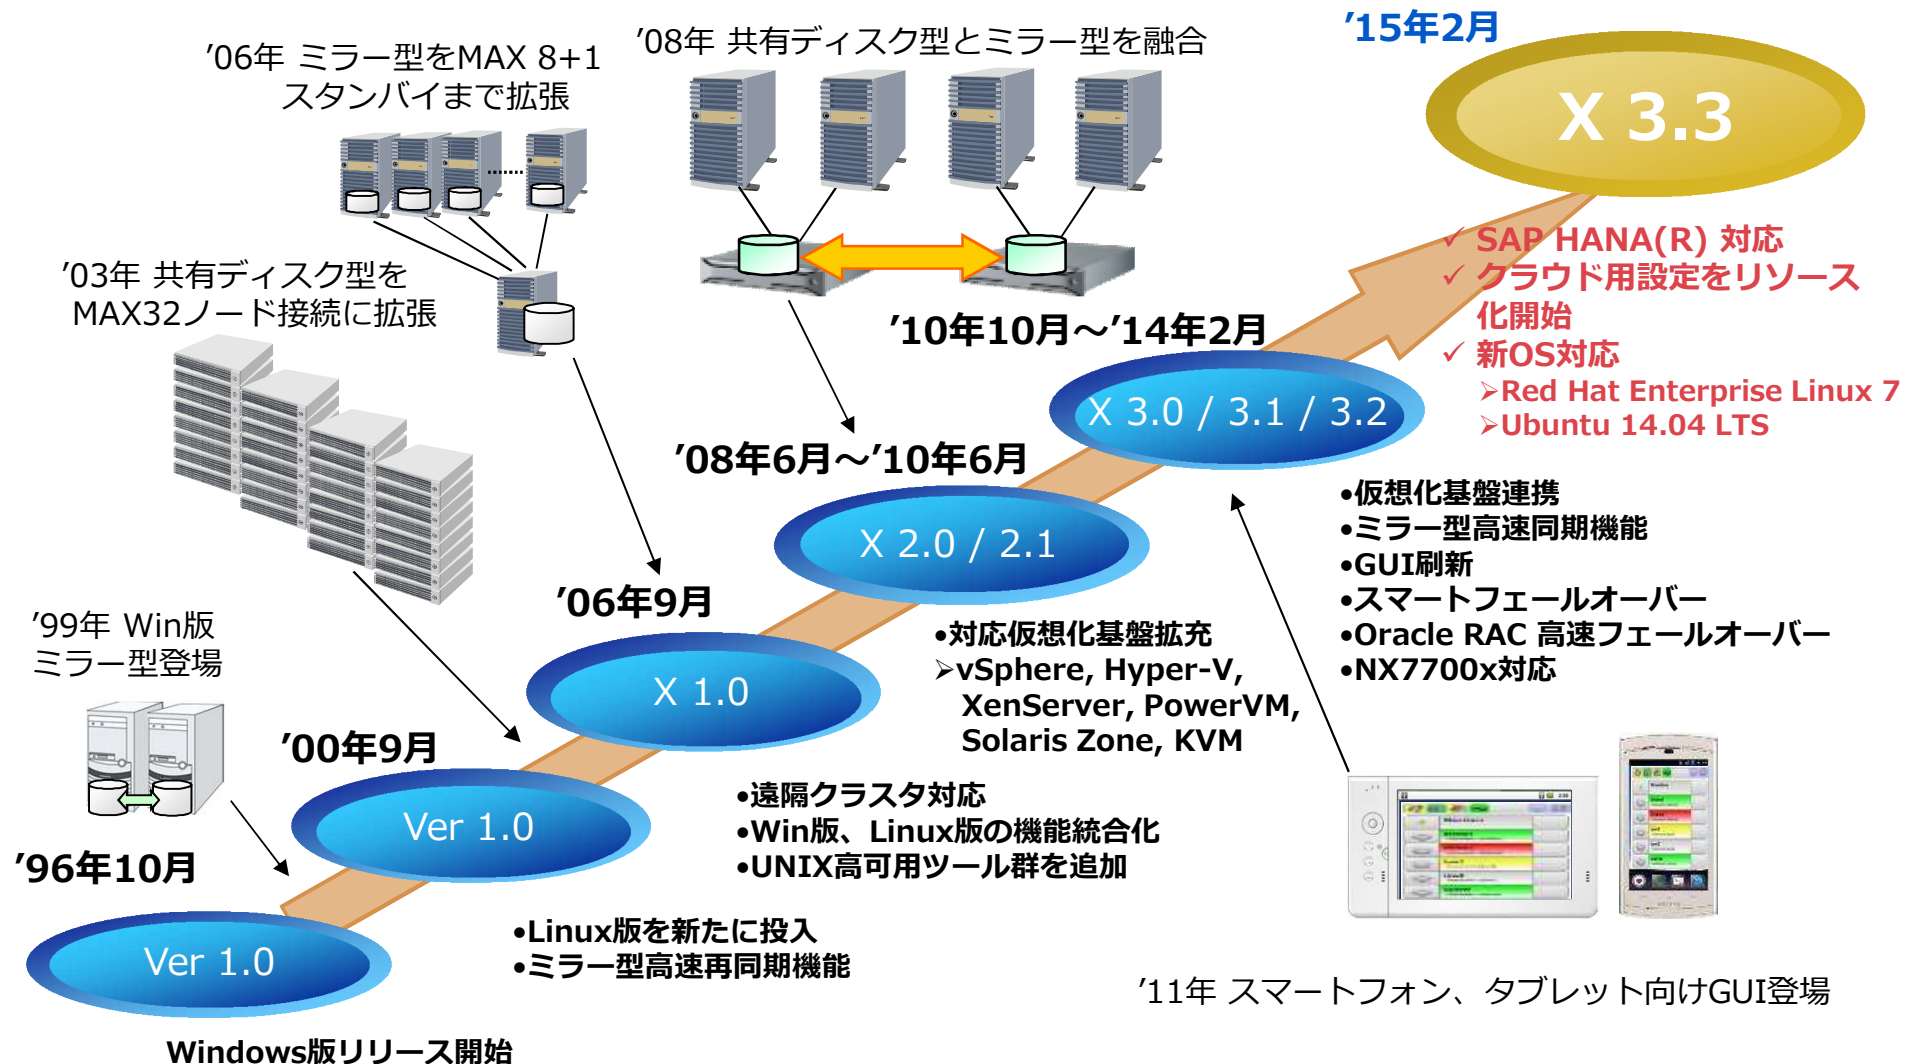 ’15年2月
X 3.3
’08年 共有ディスク型とミラー型を融合
’06年 ミラー型をMAX 8+1
スタンバイまで拡張
’03年 共有ディスク型を
MAX32ノード接続に拡張
✓ SAP HANA(R) 対応
✓ クラウド用設定をリソース
化開始
✓ 新OS対応
➢Red Hat Enterprise Linux 7
➢Ubuntu 14.04 LTS
’10年10月～’14年2月
X 3.0 / 3.1 / 3.2
•仮想化基盤連携
•ミラー型高速同期機能
•GUI刷新
•スマートフェールオーバー
•Oracle RAC 高速フェールオーバー
•NX7700x対応
’08年6月～’10年6月
X 2.0 / 2.1
•対応仮想化基盤拡充
➢vSphere, Hyper-V,
XenServer, PowerVM,
Solaris Zone, KVM
’06年9月
X 1.0
•遠隔クラスタ対応
•Win版、Linux版の機能統合化
•UNIX高可用ツール群を追加
’99年 Win版
ミラー型登場
’00年9月
Ver 1.0
•Linux版を新たに投入
•ミラー型高速再同期機能
’96年10月
Ver 1.0
Windows版リリース開始
’11年 スマートフォン、タブレット向けGUI登場